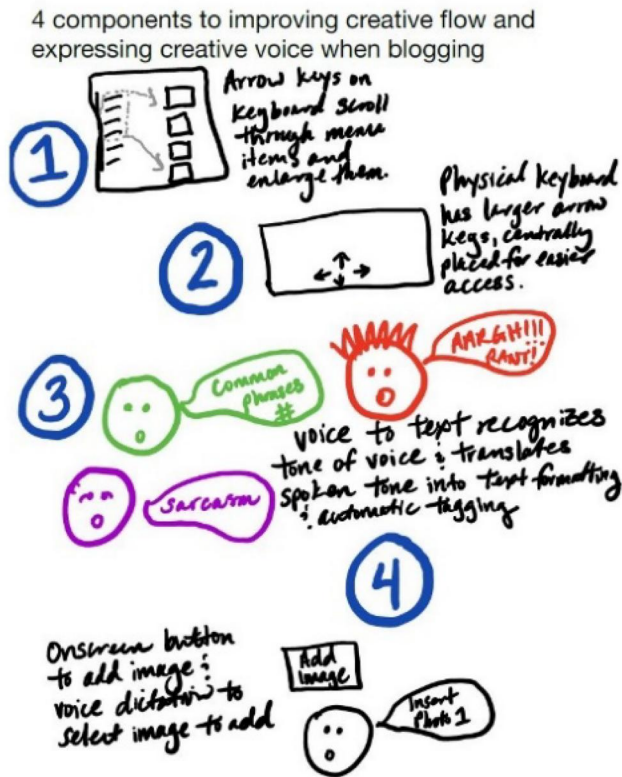 4 components to improving creative flow and
expressing creative voice when blogging
1
Arrow keys on
keyboard scroll
through menu
items and
enlarge them.
2
Physical keyboard
has larger arrow
keys, centrally
placed for easier
access.
3
Common
phrases
#
AARGH!!!
RANT!
Sarcasm
voice to text recognizes
tone of voice & translates
spoken tone into text formatting
& automatic tagging
4
Onscreen button
to add image &
voice dictation to
select image to add
Add
Image
Insert
Photo 1